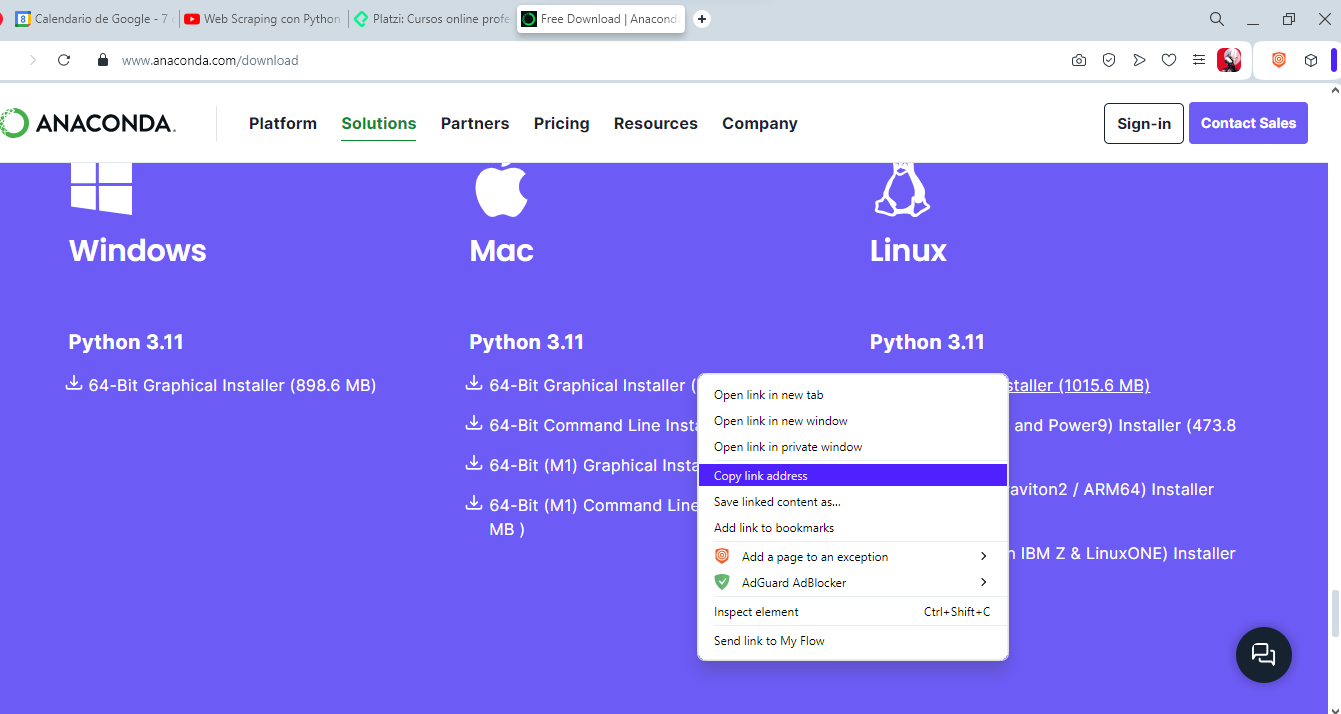 Calendario de Google - 7 Web Scraping con Python Platzi: Cursos online profe Free Download | Anaconda
www.anaconda.com/download
ANACONDA. Platform Solutions Partners Pricing Resources Company Sign-in Contact Sales
Windows Mac Linux
Python 3.11 Python 3.11 Python 3.11
64-Bit Graphical Installer (898.6 MB) 64-Bit Graphical Installer ( staller (1015.6 MB)
Open link in new tab
Open link in new window
64-Bit Command Line Insta and Power9) Installer (473.8
Open link in private window
64-Bit (M1) Graphical Insta
Copy link address
raviton2 / ARM64) Installer
Save linked content as...
64-Bit (M1) Command Line
MB )
Add link to bookmarks
Add a page to an exception
n IBM Z & LinuxONE) Installer
AdGuard AdBlocker
Inspect element Ctrl+Shift+C
Send link to My Flow